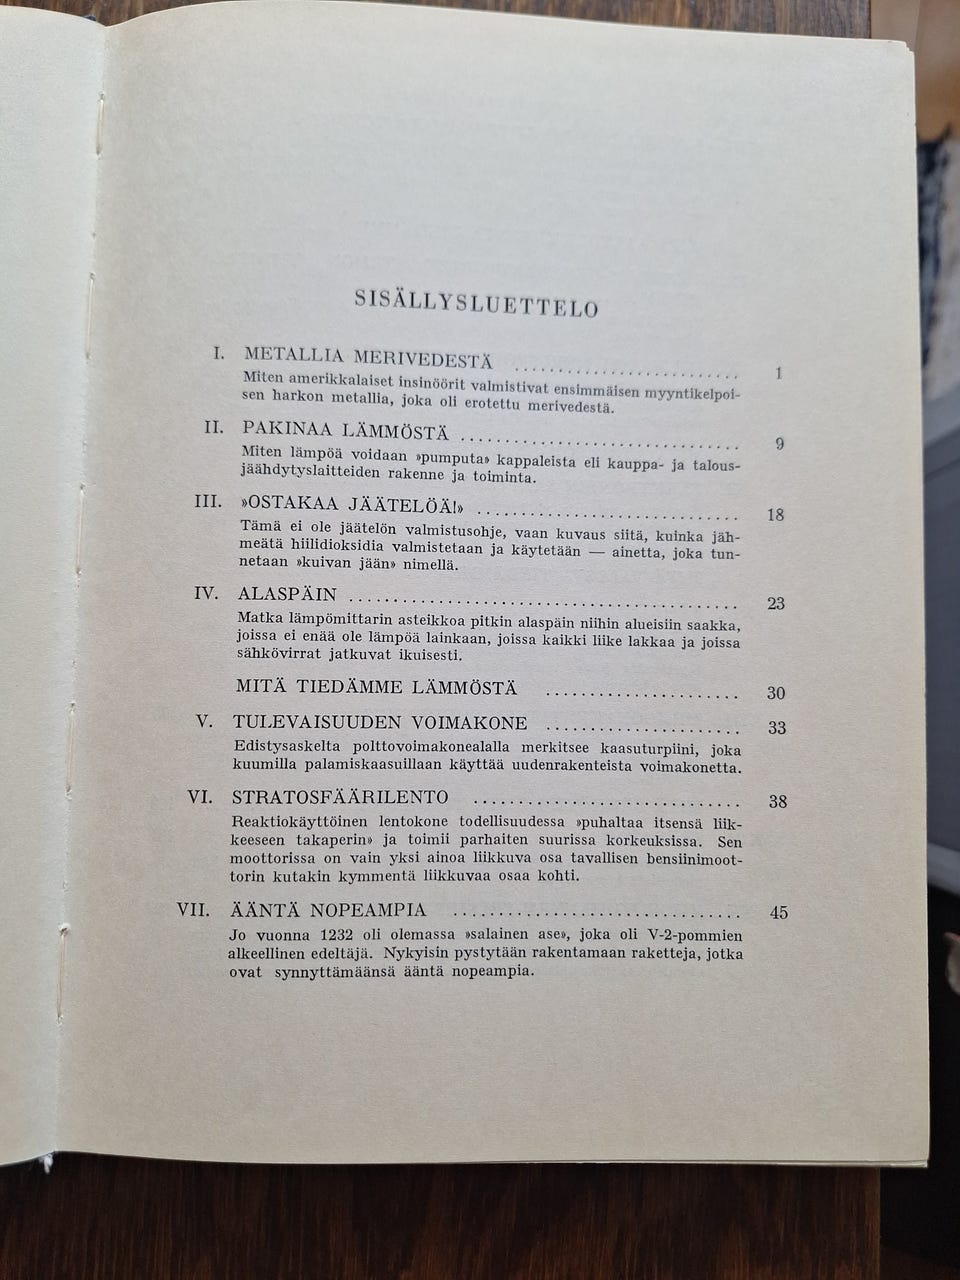 SISÄLLYSLUETTELO
I. METALLIA MERIVEDESTÄ .......................... 1
Miten amerikkalaiset insinöörit valmistivat ensimmäisen myyntikelpoi-
sen harkon metallia, joka oli erotettu merivedestä.
II. PAKINAA LÄMMÖSTÄ ................................ 9
Miten lämpöä voidaan »pumputa» kappaleista eli kauppa- ja talous-
jäähdytyslaitteiden rakenne ja toiminta.
III. »OSTAKAA JÄÄTELÖÄ!» .............................. 18
Tämä ei ole jäätelön valmistusohje, vaan kuvaus siitä, kuinka jäh-
meätä hiilidioksidia valmistetaan ja käytetään — ainetta, joka tun-
netaan »kuivan jään» nimellä.
IV. ALASPÄIN ............................................ 23
Matka lämpömittarin asteikkoa pitkin alaspäin niihin alueisiin saakka,
joissa ei enää ole lämpöä lainkaan, joissa kaikki liike lakkaa ja joissa
sähkövirrat jatkuvat ikuisesti.
MITÄ TIEDÄMME LÄMMÖSTÄ ...................... 30
V. TULEVAISUUDEN VOIMAKONE ...................... 33
Edistysaskelta polttovoimakonealalla merkitsee kaasuturpiini, joka
kuumilla palamiskaasuillaan käyttää uudenrakenteista voimakonetta.
VI. STRATOSFÄÄRILENTO .............................. 38
Reaktiokäyttöinen lentokone todellisuudessa »puhaltaa itsensä liik-
keeseen takaperin» ja toimii parhaiten suurissa korkeuksissa. Sen
moottorissa on vain yksi ainoa liikkuva osa tavallisen bensiinimoot-
torin kutakin kymmentä liikkuvaa osaa kohti.
VII. ÄÄNTÄ NOPEAMPIA ................................ 45
Jo vuonna 1232 oli olemassa »salainen ase», joka oli V-2-pommien
alkeellinen edeltäjä. Nykyisin pystytään rakentamaan raketteja, jotka
ovat synnyttämäänsä ääntä nopeampia.